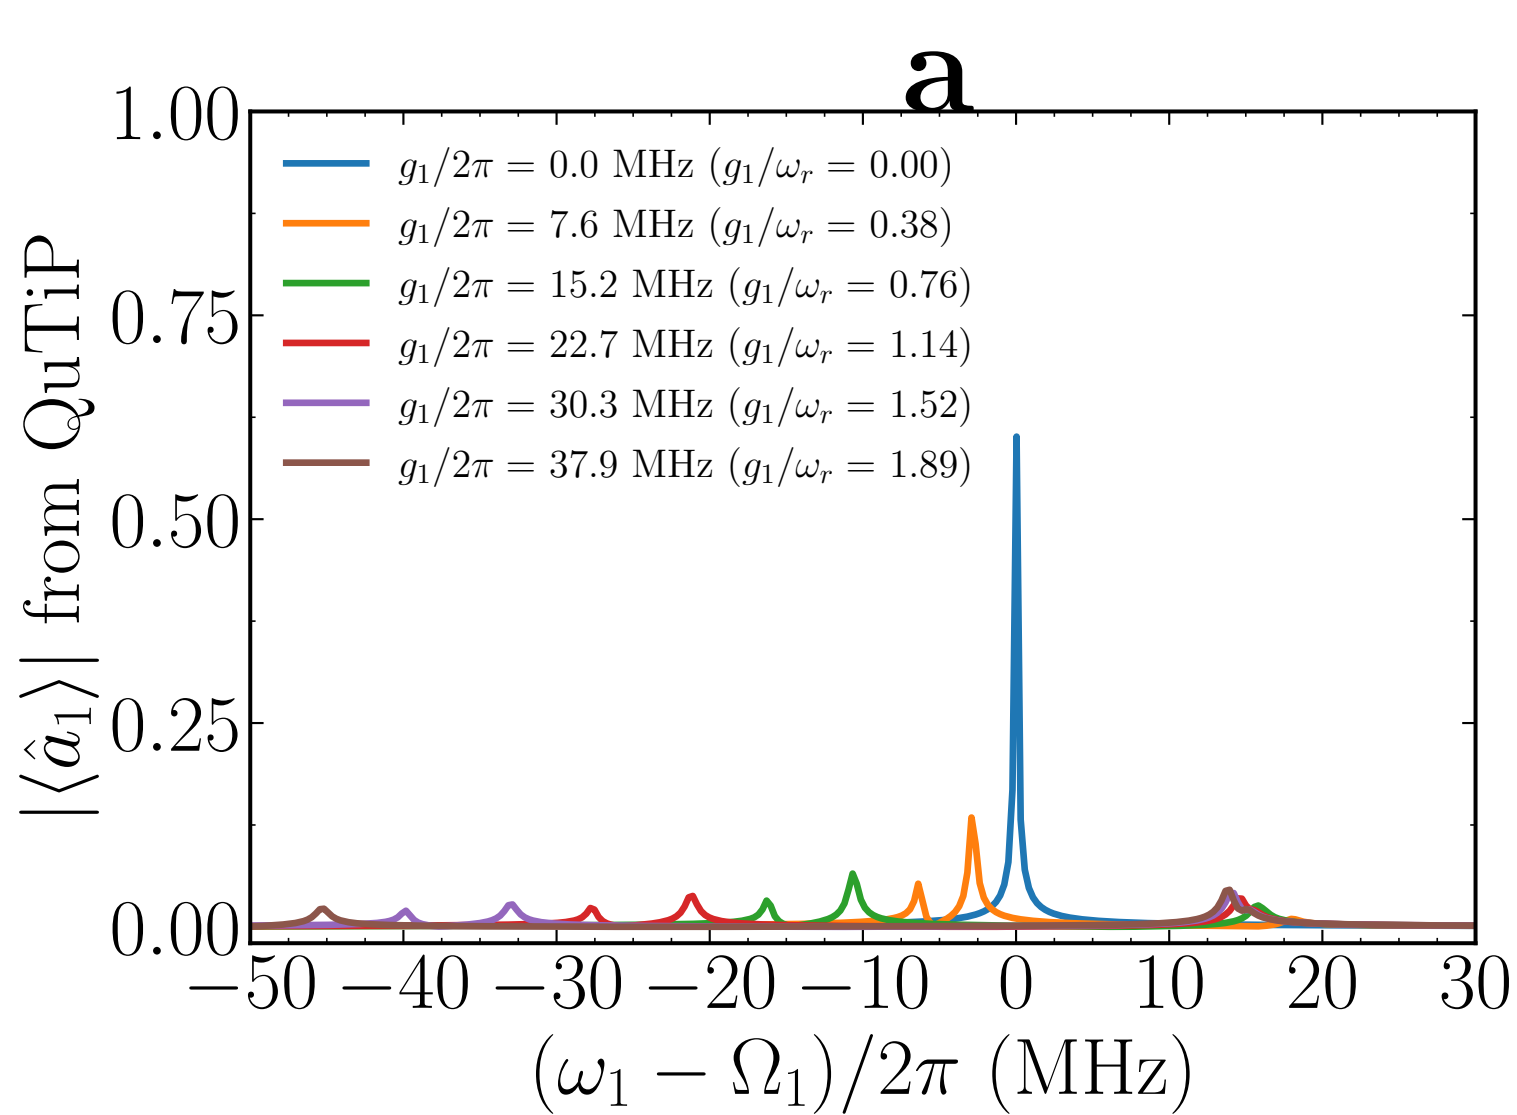 a
1.00
0.75
0.50
0.25
0.00
|⟨â₁⟩| from QuTiP
g₁/2π = 0.0 MHz (g₁/ωᵣ = 0.00)
g₁/2π = 7.6 MHz (g₁/ωᵣ = 0.38)
g₁/2π = 15.2 MHz (g₁/ωᵣ = 0.76)
g₁/2π = 22.7 MHz (g₁/ωᵣ = 1.14)
g₁/2π = 30.3 MHz (g₁/ωᵣ = 1.52)
g₁/2π = 37.9 MHz (g₁/ωᵣ = 1.89)
−50 −40 −30 −20 −10 0 10 20 30
(ω₁ − Ω₁)/2π (MHz)